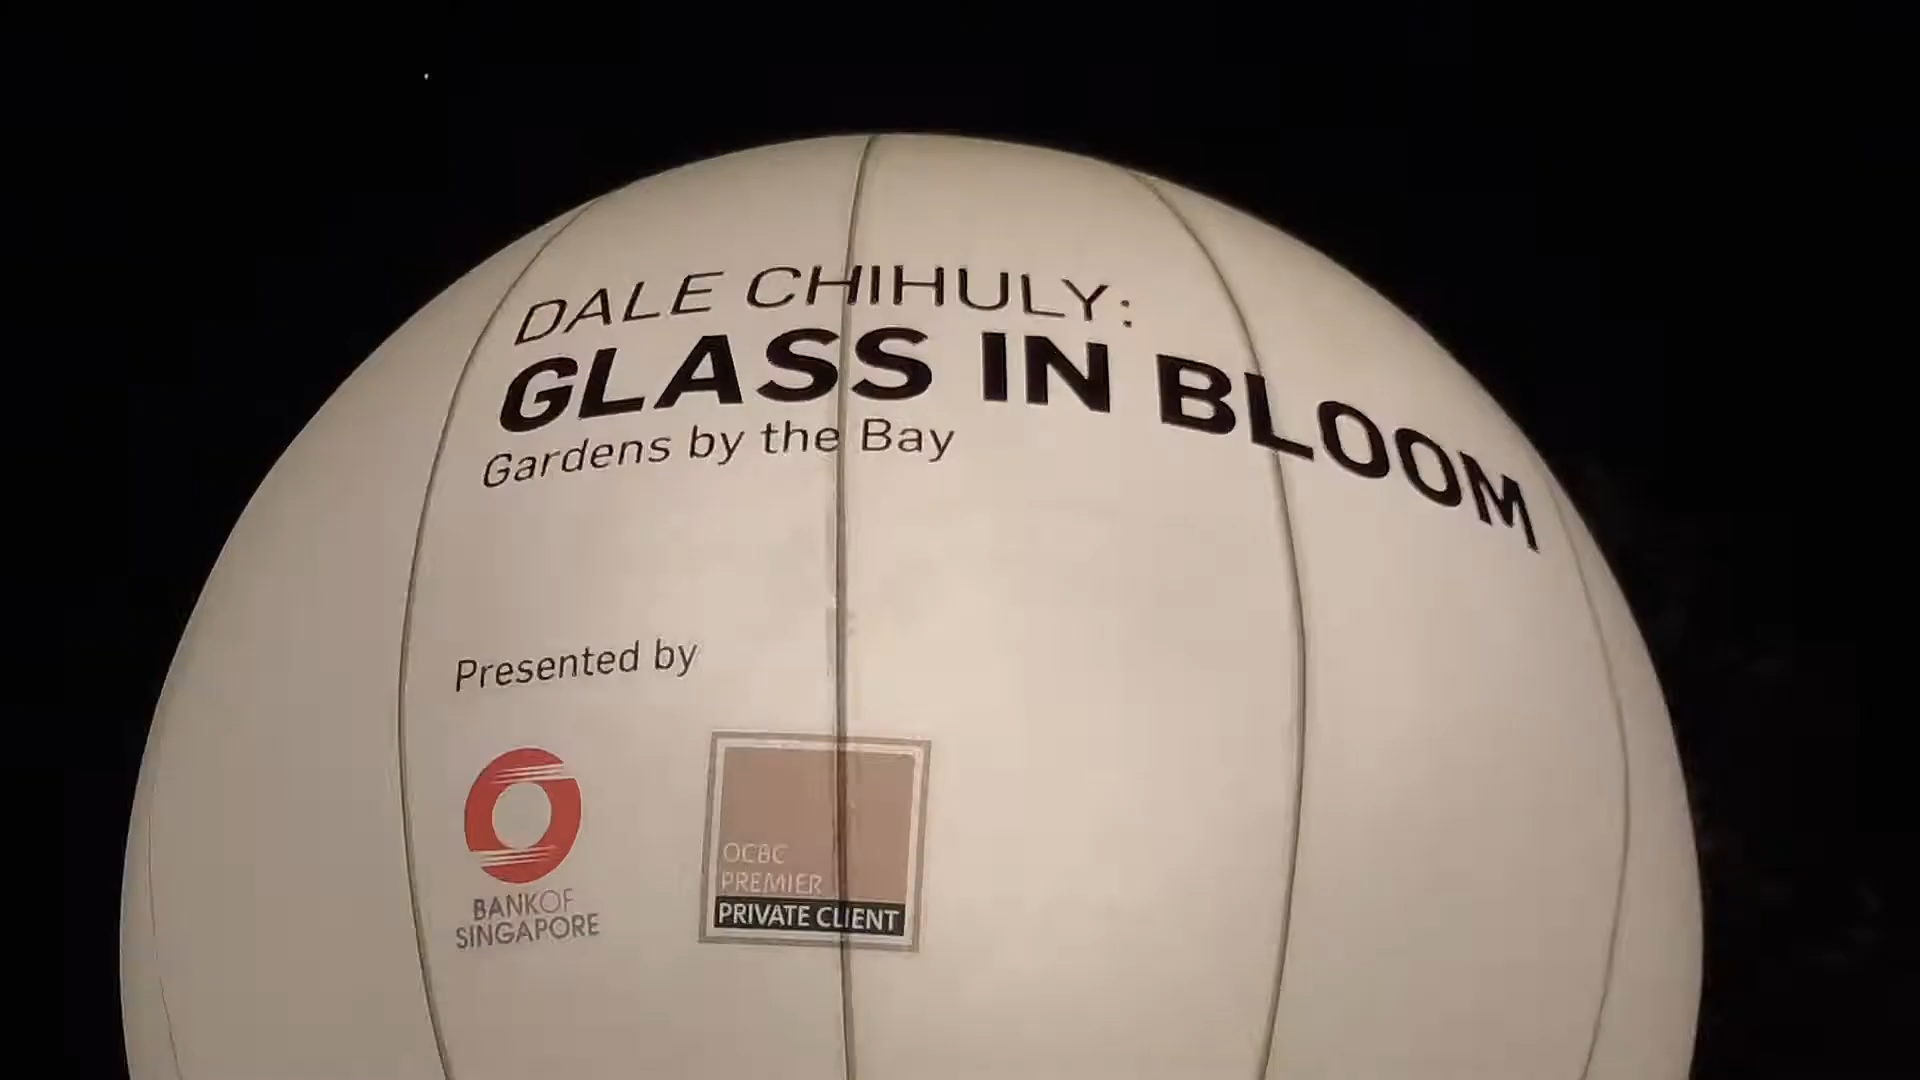 DALE CHIHULY:
GLASS IN BLOOM
Gardens by the Bay
Presented by
BANK OF
SINGAPORE
OCBC
PREMIER
PRIVATE CLIENT